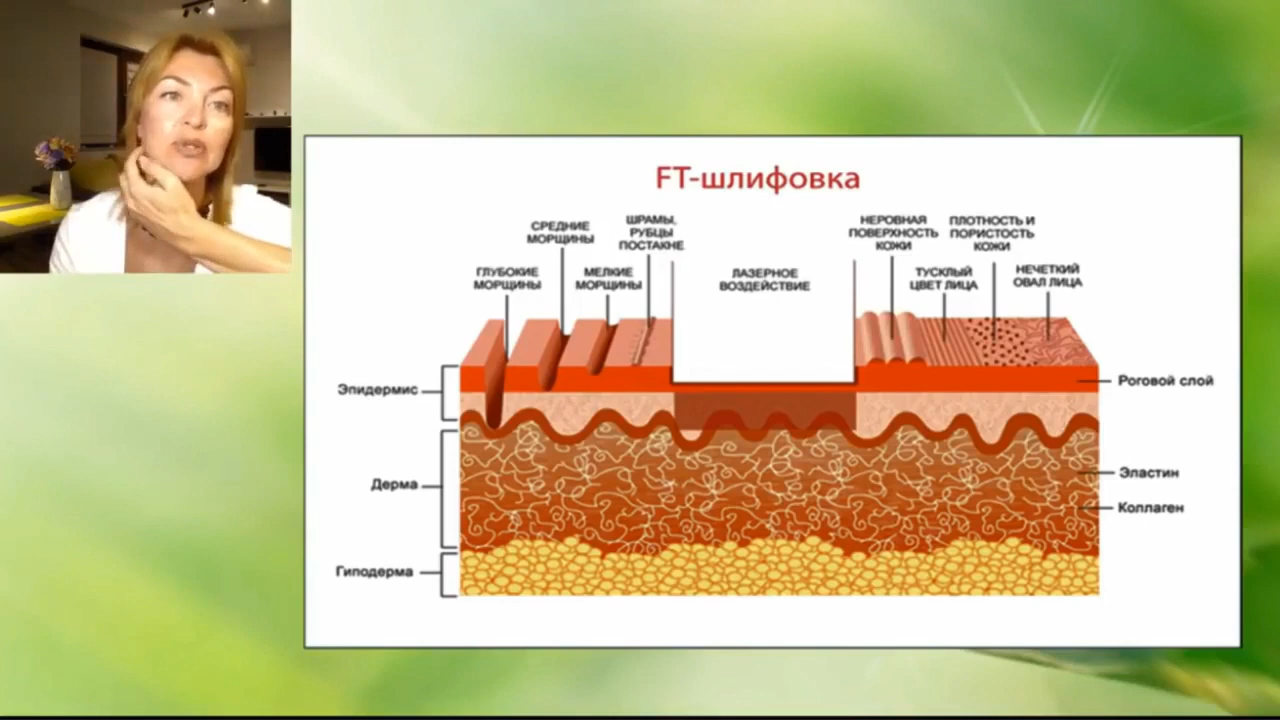 FT-шлифовка
ГЛУБОКИЕ
МОРЩИНЫ
СРЕДНИЕ
МОРЩИНЫ
МЕЛКИЕ
МОРЩИНЫ
ШРАМЫ,
РУБЦЫ
ПОСТАКНЕ
ЛАЗЕРНОЕ
ВОЗДЕЙСТВИЕ
НЕРОВНАЯ
ПОВЕРХНОСТЬ
КОЖИ
ТУСКЛЫЙ
ЦВЕТ ЛИЦА
ПЛОТНОСТЬ И
ПОРИСТОСТЬ
КОЖИ
НЕЧЕТКИЙ
ОВАЛ ЛИЦА
Эпидермис
Дерма
Гиподерма
Роговой слой
Эластин
Коллаген